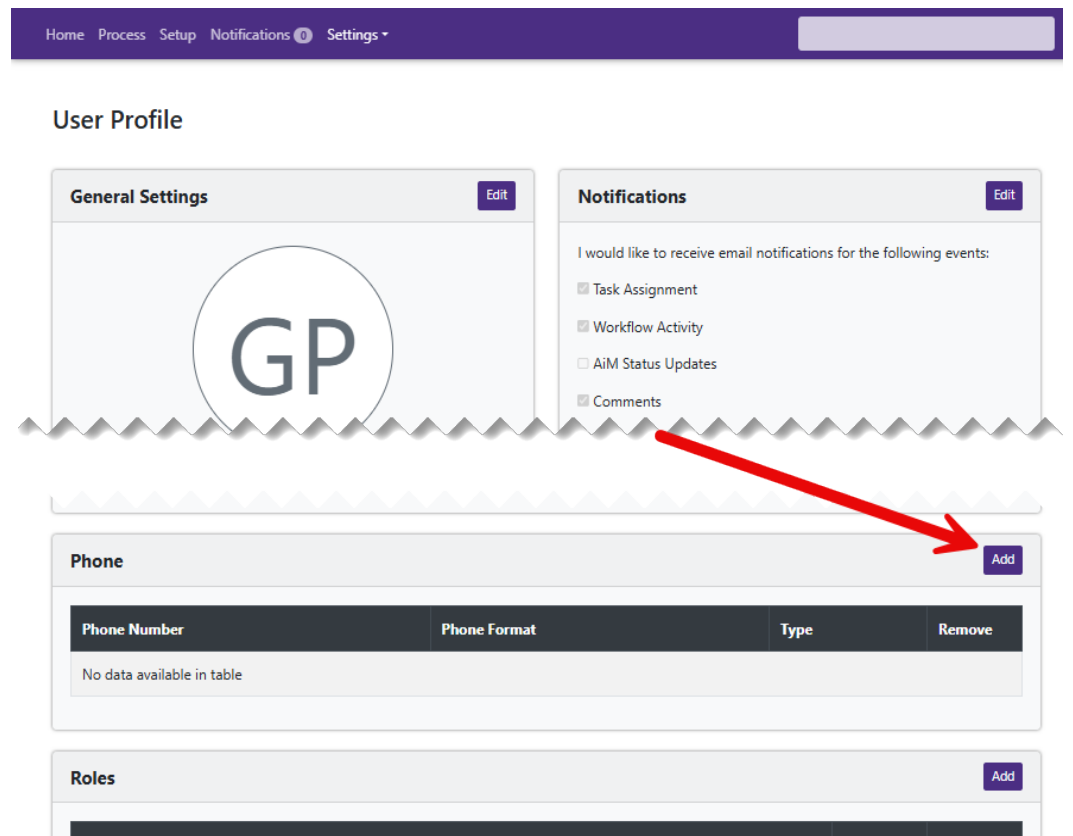 Home Process Setup Notifications 0 Settings
User Profile
General Settings Edit
GP
Notifications Edit
I would like to receive email notifications for the following events:
Task Assignment
Workflow Activity
AiM Status Updates
Comments
Phone Add
Phone Number Phone Format Type Remove
No data available in table
Roles Add